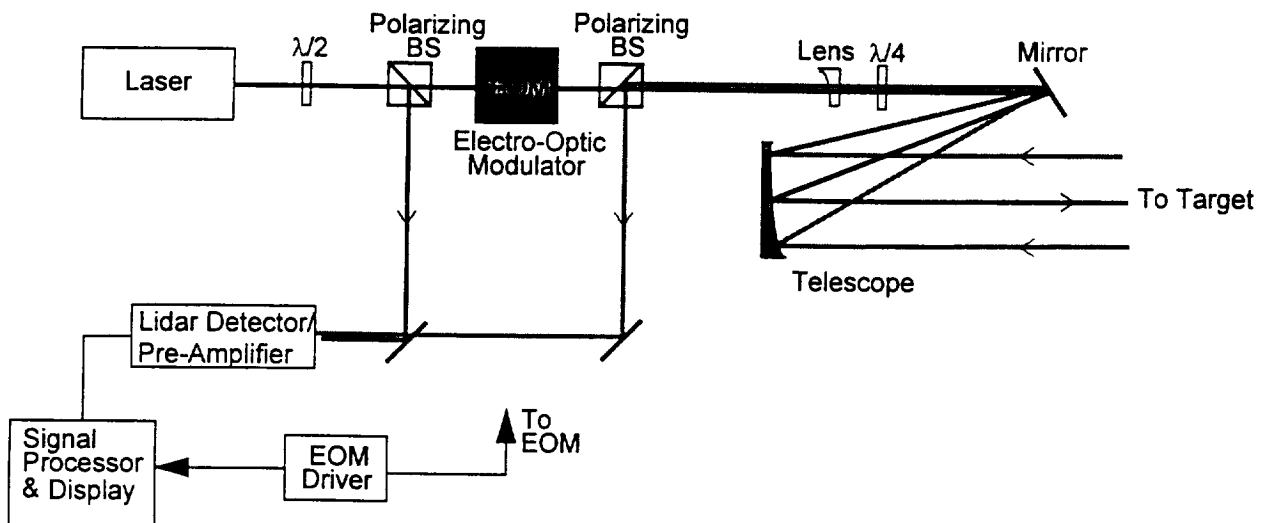 Polarizing
BS
Polarizing
BS
Laser
λ/2
Lens
λ/4
Mirror
Electro-Optic
Modulator
To Target
Telescope
Lidar Detector/
Pre-Amplifier
To
EOM
Signal
Processor
& Display
EOM
Driver